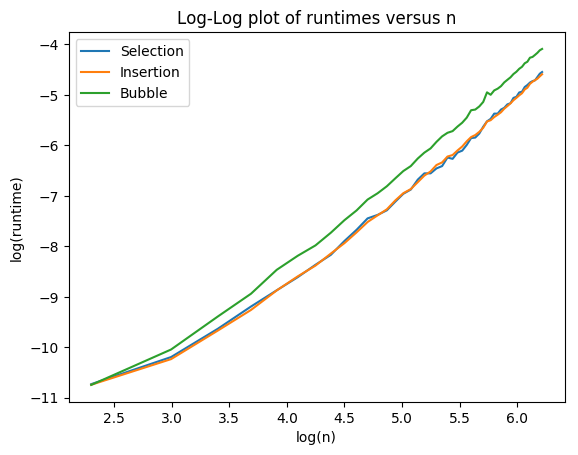 Log-Log plot of runtimes versus n
Selection
Insertion
Bubble
log(runtime)
−4
−5
−6
−7
−8
−9
−10
−11
2.5 3.0 3.5 4.0 4.5 5.0 5.5 6.0
log(n)